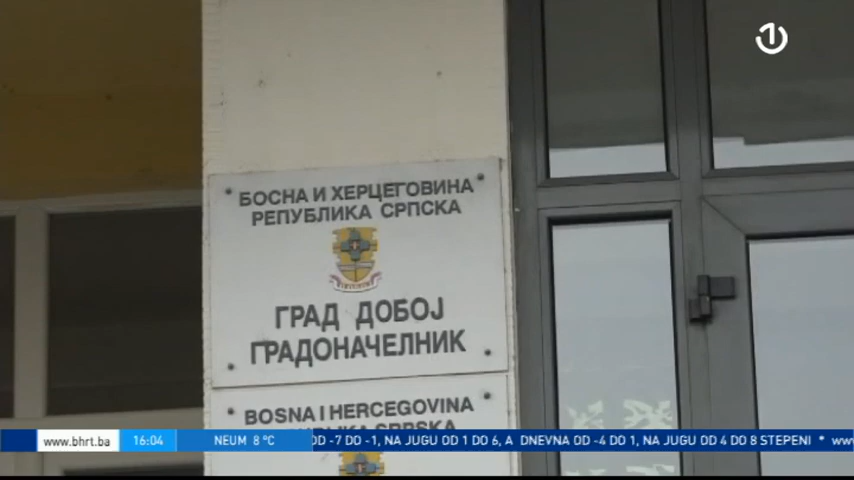 БОСНА И ХЕРЦЕГОВИНА
РЕПУБЛИКА СРПСКА
ГРАД ДОБОЈ
ГРАДОНАЧЕЛНИК
BOSNA I HERCEGOVINA
SRPSKA
www.bhrt.ba 16:04 NEUM 8 °C OD -7 DO -1, NA JUGU OD 1 DO 6, A DNEVNA OD -4 DO 1, NA JUGU OD 4 DO 8 STEPENI *